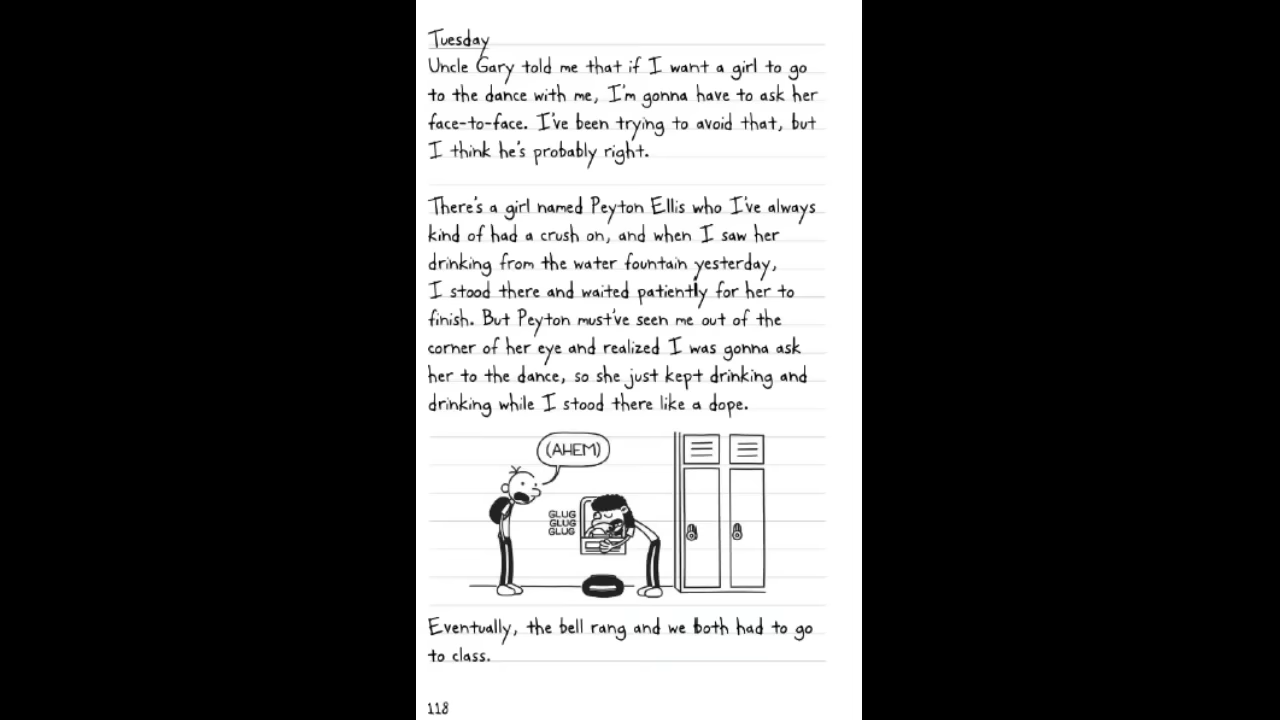 Tuesday
Uncle Gary told me that if I want a girl to go
to the dance with me, I'm gonna have to ask her
face-to-face. I've been trying to avoid that, but
I think he's probably right.
There's a girl named Peyton Ellis who I've always
kind of had a crush on, and when I saw her
drinking from the water fountain yesterday,
I stood there and waited patiently for her to
finish. But Peyton must've seen me out of the
corner of her eye and realized I was gonna ask
her to the dance, so she just kept drinking and
drinking while I stood there like a dope.
(AHEM)
GLUG
GLUG
GLUG
Eventually, the bell rang and we both had to go
to class.
118